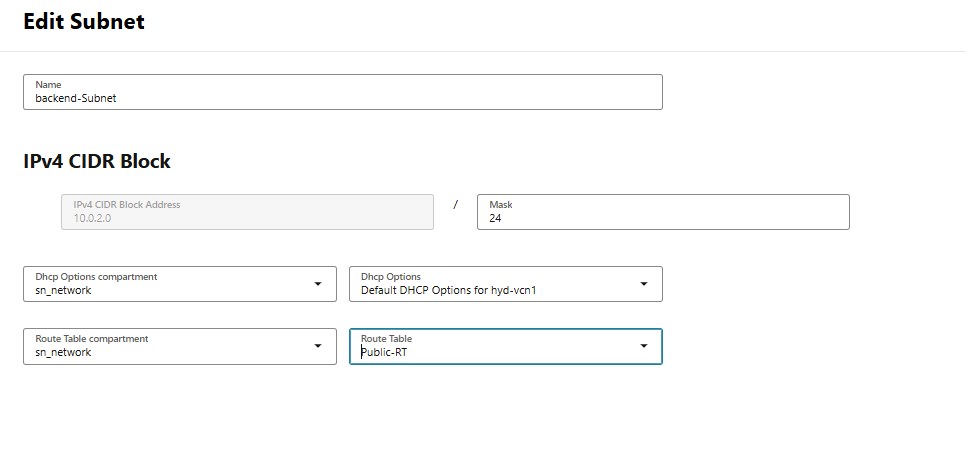 Edit Subnet
Name
backend-Subnet
IPv4 CIDR Block
IPv4 CIDR Block Address
10.0.2.0
/
Mask
24
Dhcp Options compartment
sn_network
Dhcp Options
Default DHCP Options for hyd-vcn1
Route Table compartment
sn_network
Route Table
Public-RT